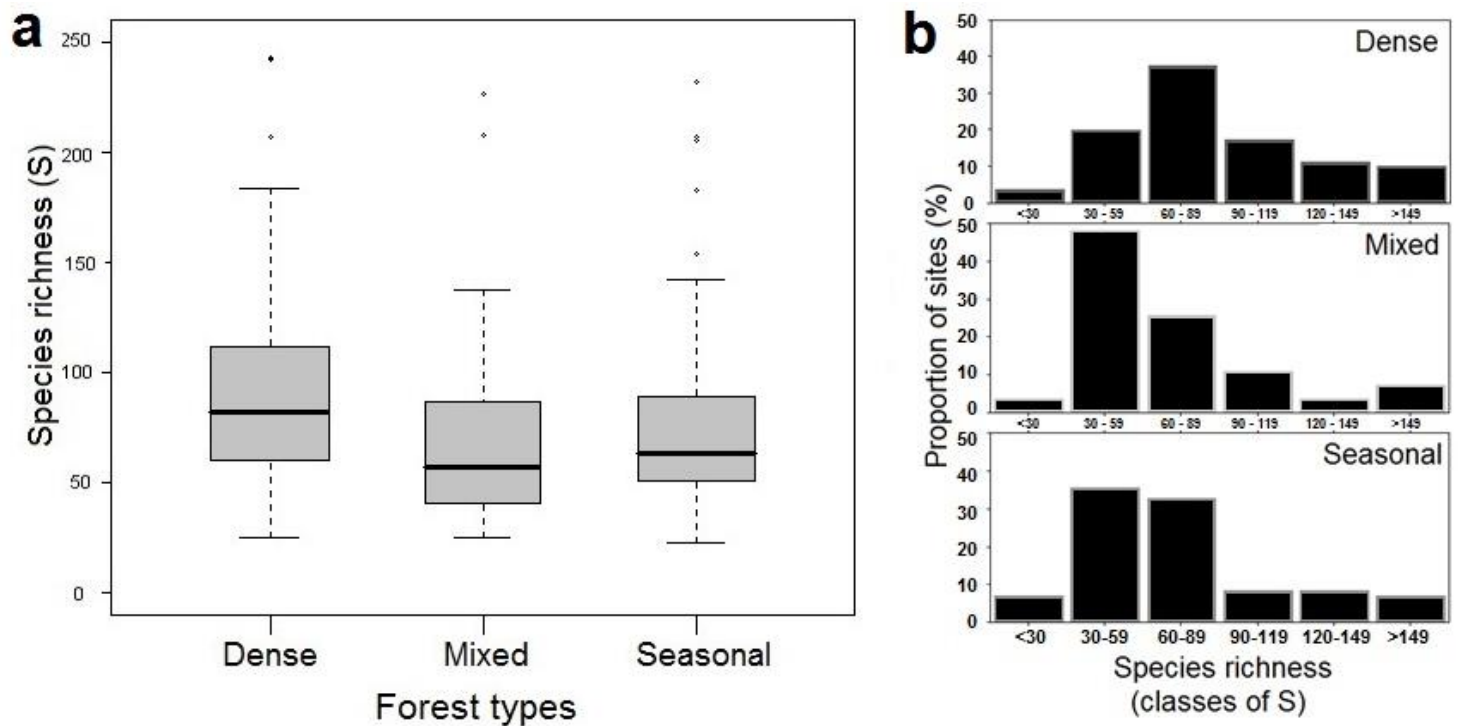 a
250
200
150
100
50
0
Species richness (S)
Dense Mixed Seasonal
Forest types
b
Proportion of sites (%)
50
40
30
20
10
0
Dense
<30 30 - 59 60 - 89 90 - 119 120 - 149 >149
50
40
30
20
10
0
Mixed
<30 30 - 59 60 - 89 90 - 119 120 - 149 >149
50
40
30
20
10
0
Seasonal
<30 30-59 60-89 90-119 120-149 >149
Species richness
(classes of S)